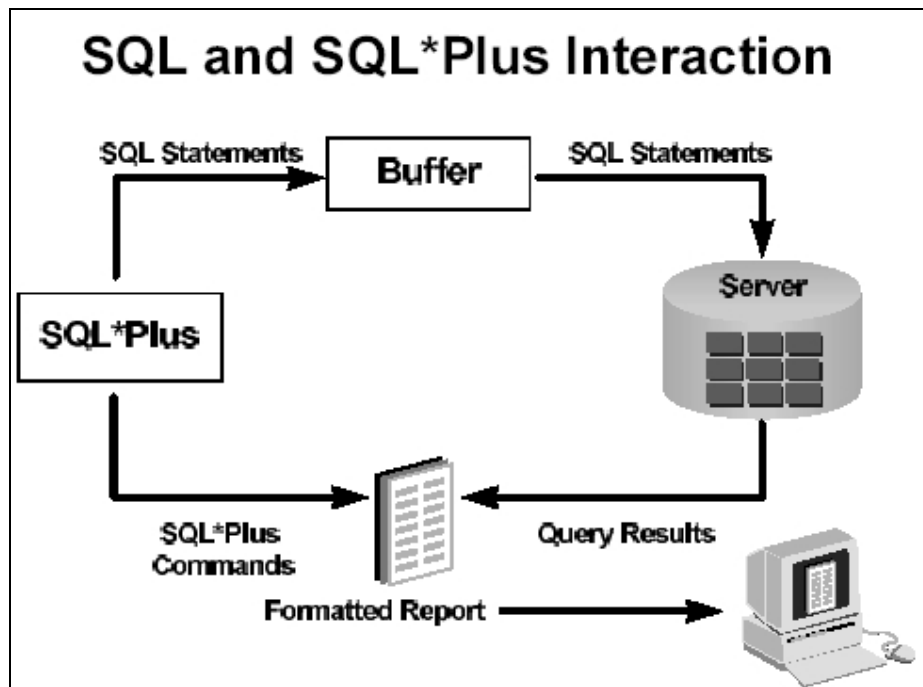 SQL and SQL*Plus Interaction
SQL Statements
Buffer
SQL Statements
Server
SQL*Plus
SQL*Plus
Commands
Query Results
Formatted Report